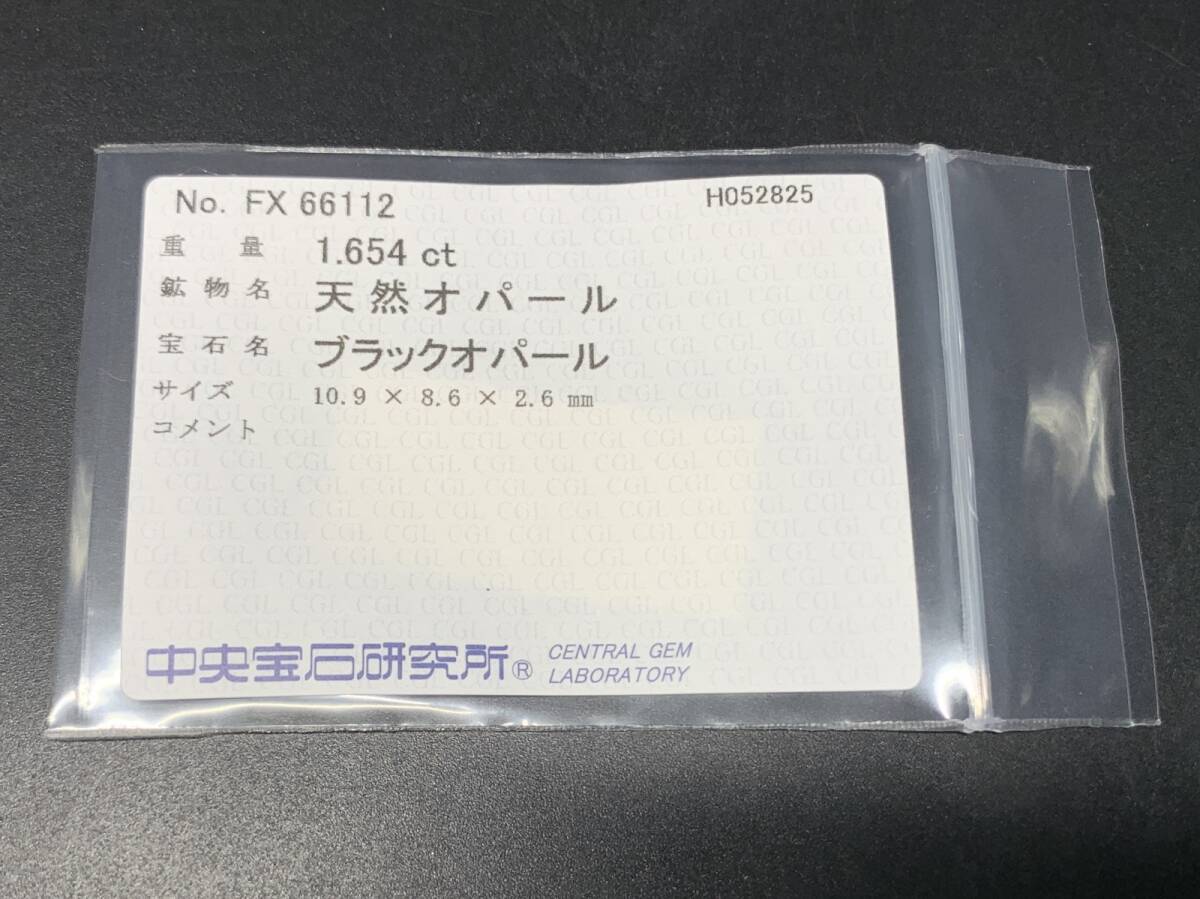 No. FX 66112 H052825
重 量 1.654 ct
鉱 物 名 天然オパール
宝 石 名 ブラックオパール
サイズ 10.9 × 8.6 × 2.6 mm
コメント
中央宝石研究所® CENTRAL GEM
LABORATORY